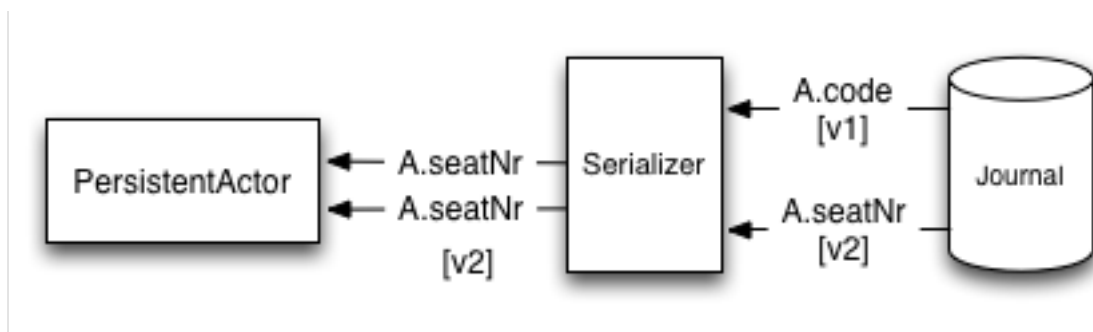 PersistentActor
A.seatNr
A.seatNr
[v2]
Serializer
A.code
[v1]
A.seatNr
[v2]
Journal